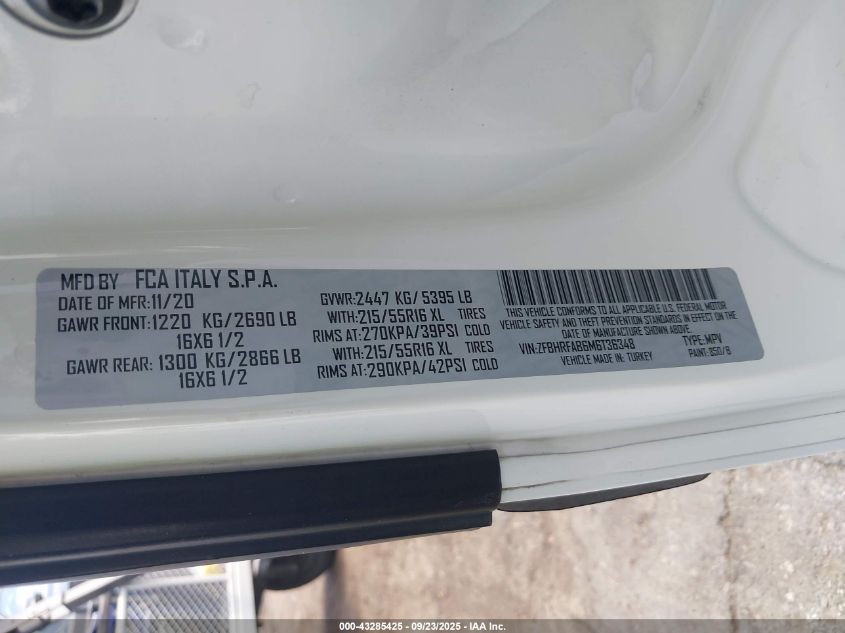 MFD BY FCA ITALY S.P.A.
DATE OF MFR:11/20
GAWR FRONT:1220 KG/2690 LB
16X6 1/2
GAWR REAR: 1300 KG/2866 LB
16X6 1/2
GVWR:2447 KG/ 5395 LB
WITH:215/55R16 XL TIRES
RIMS AT:270KPA/39PSI COLD
WITH:215/55R16 XL TIRES
RIMS AT:290KPA/42PSI COLD
THIS VEHICLE CONFORMS TO ALL APPLICABLE U.S. FEDERAL MOTOR
VEHICLE SAFETY AND THEFT PREVENTION STANDARDS IN EFFECT ON THE
DATE OF MANUFACTURE SHOWN ABOVE.
VIN:ZFBHRFAB6M6T36348 TYPE:MPV
VEHICLE MADE IN: TURKEY PAINT: 950/B
000-43285425 - 09/23/2025 - IAA Inc.